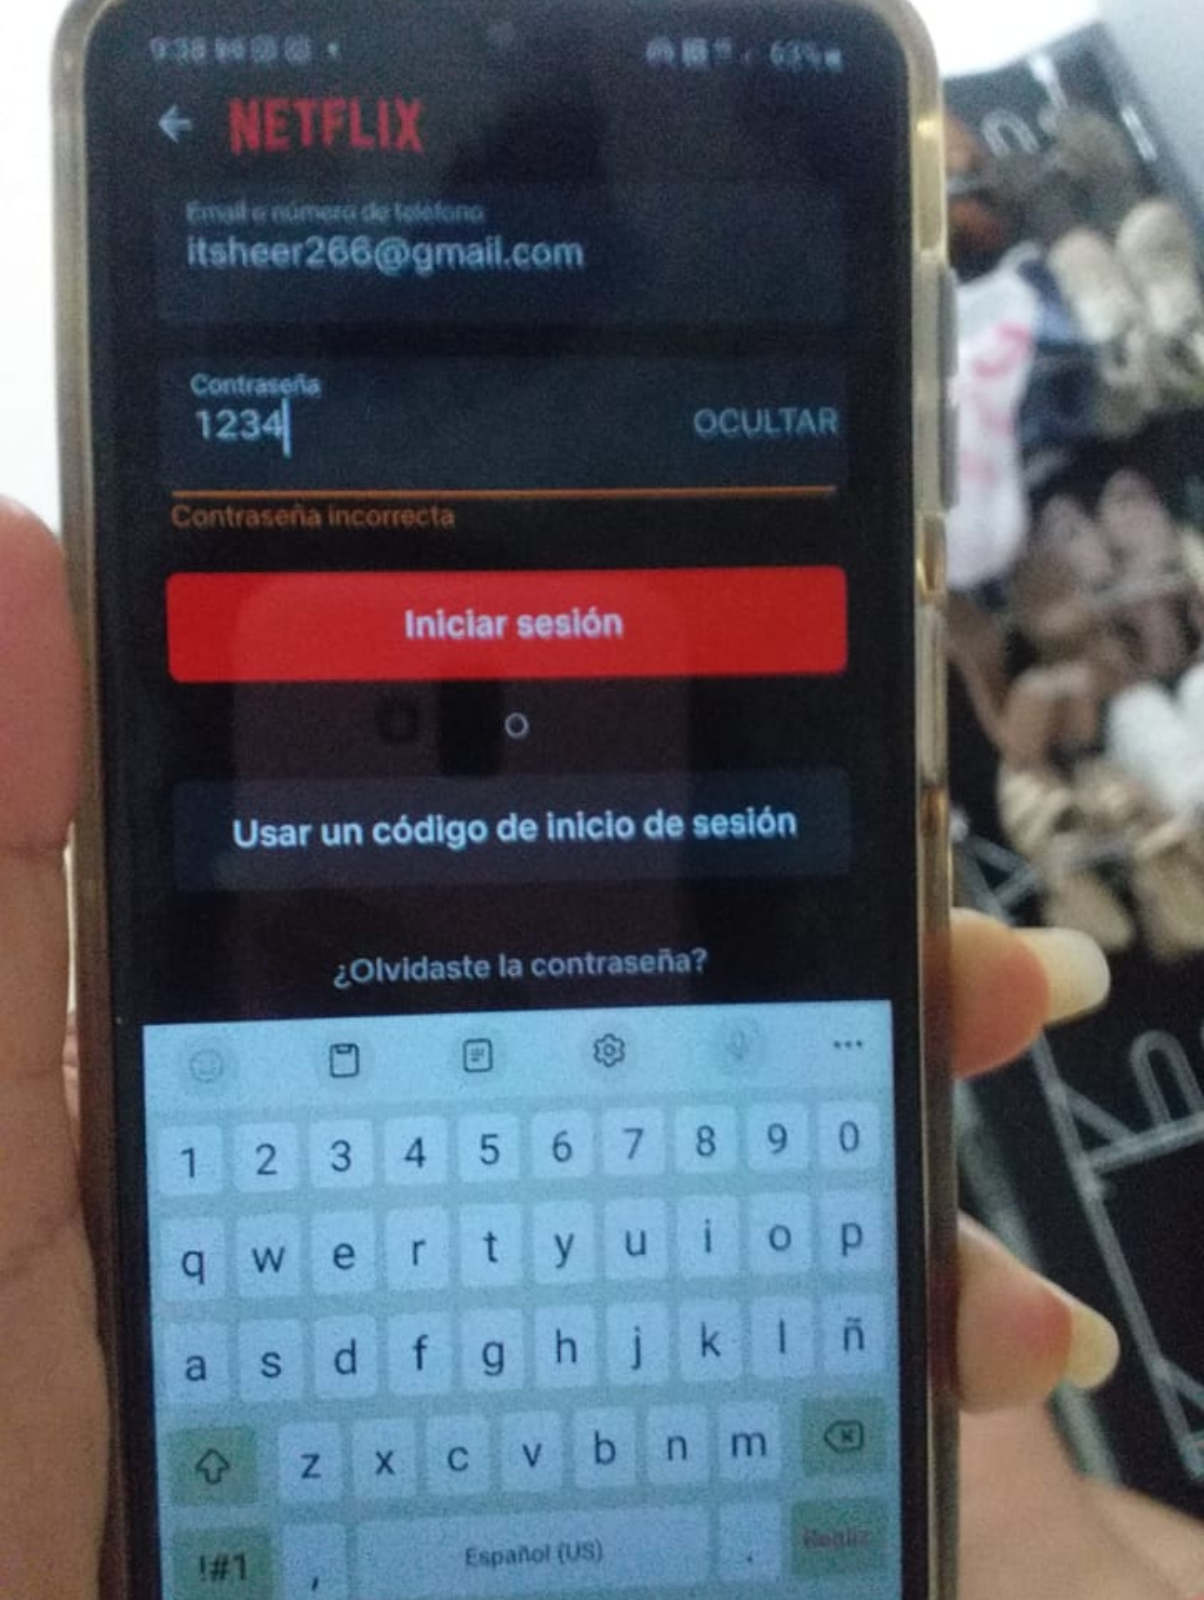 9:38
63%
NETFLIX
Email o número de teléfono
itsheer266@gmail.com
Contraseña
1234
OCULTAR
Contraseña incorrecta
Iniciar sesión
O
Usar un código de inicio de sesión
¿Olvidaste la contraseña?
1 2 3 4 5 6 7 8 9 0
q w e r t y u i o p
a s d f g h j k l ñ
z x c v b n m
!#1 , Español (US) .